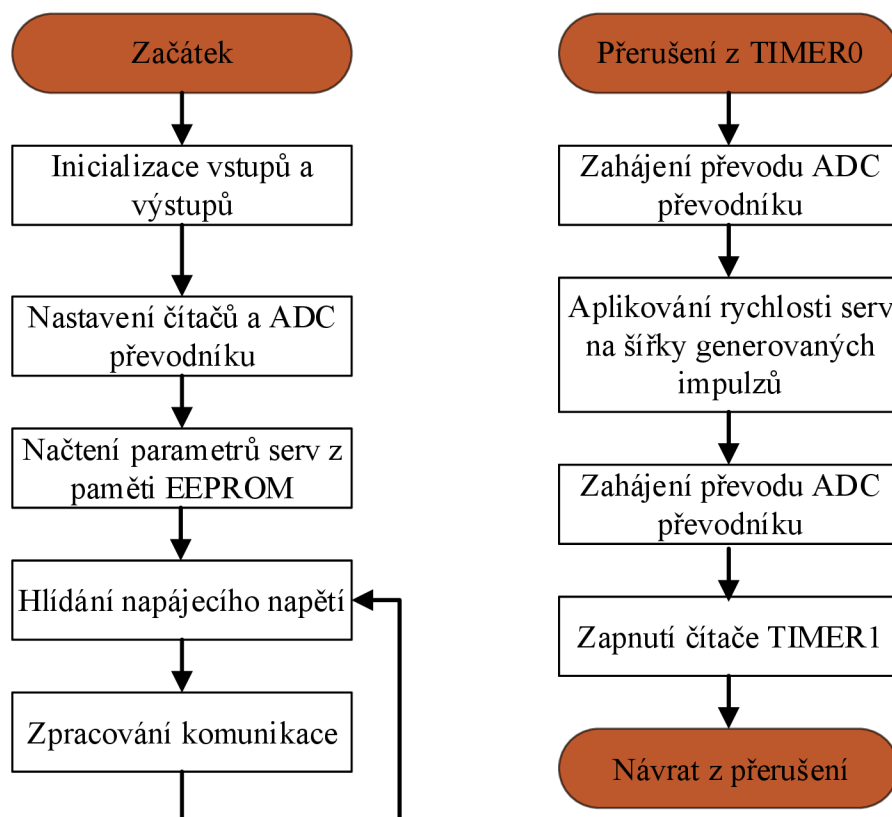 Začátek
Inicializace vstupů a
výstupů
Nastavení čítačů a ADC
převodníku
Načtení parametrů serv z
paměti EEPROM
Hlídání napájecího napětí
Zpracování komunikace
Přerušení z TIMER0
Zahájení převodu ADC
převodníku
Aplikování rychlosti serv
na šířky generovaných
impulzů
Zahájení převodu ADC
převodníku
Zapnutí čítače TIMER1
Návrat z přerušení